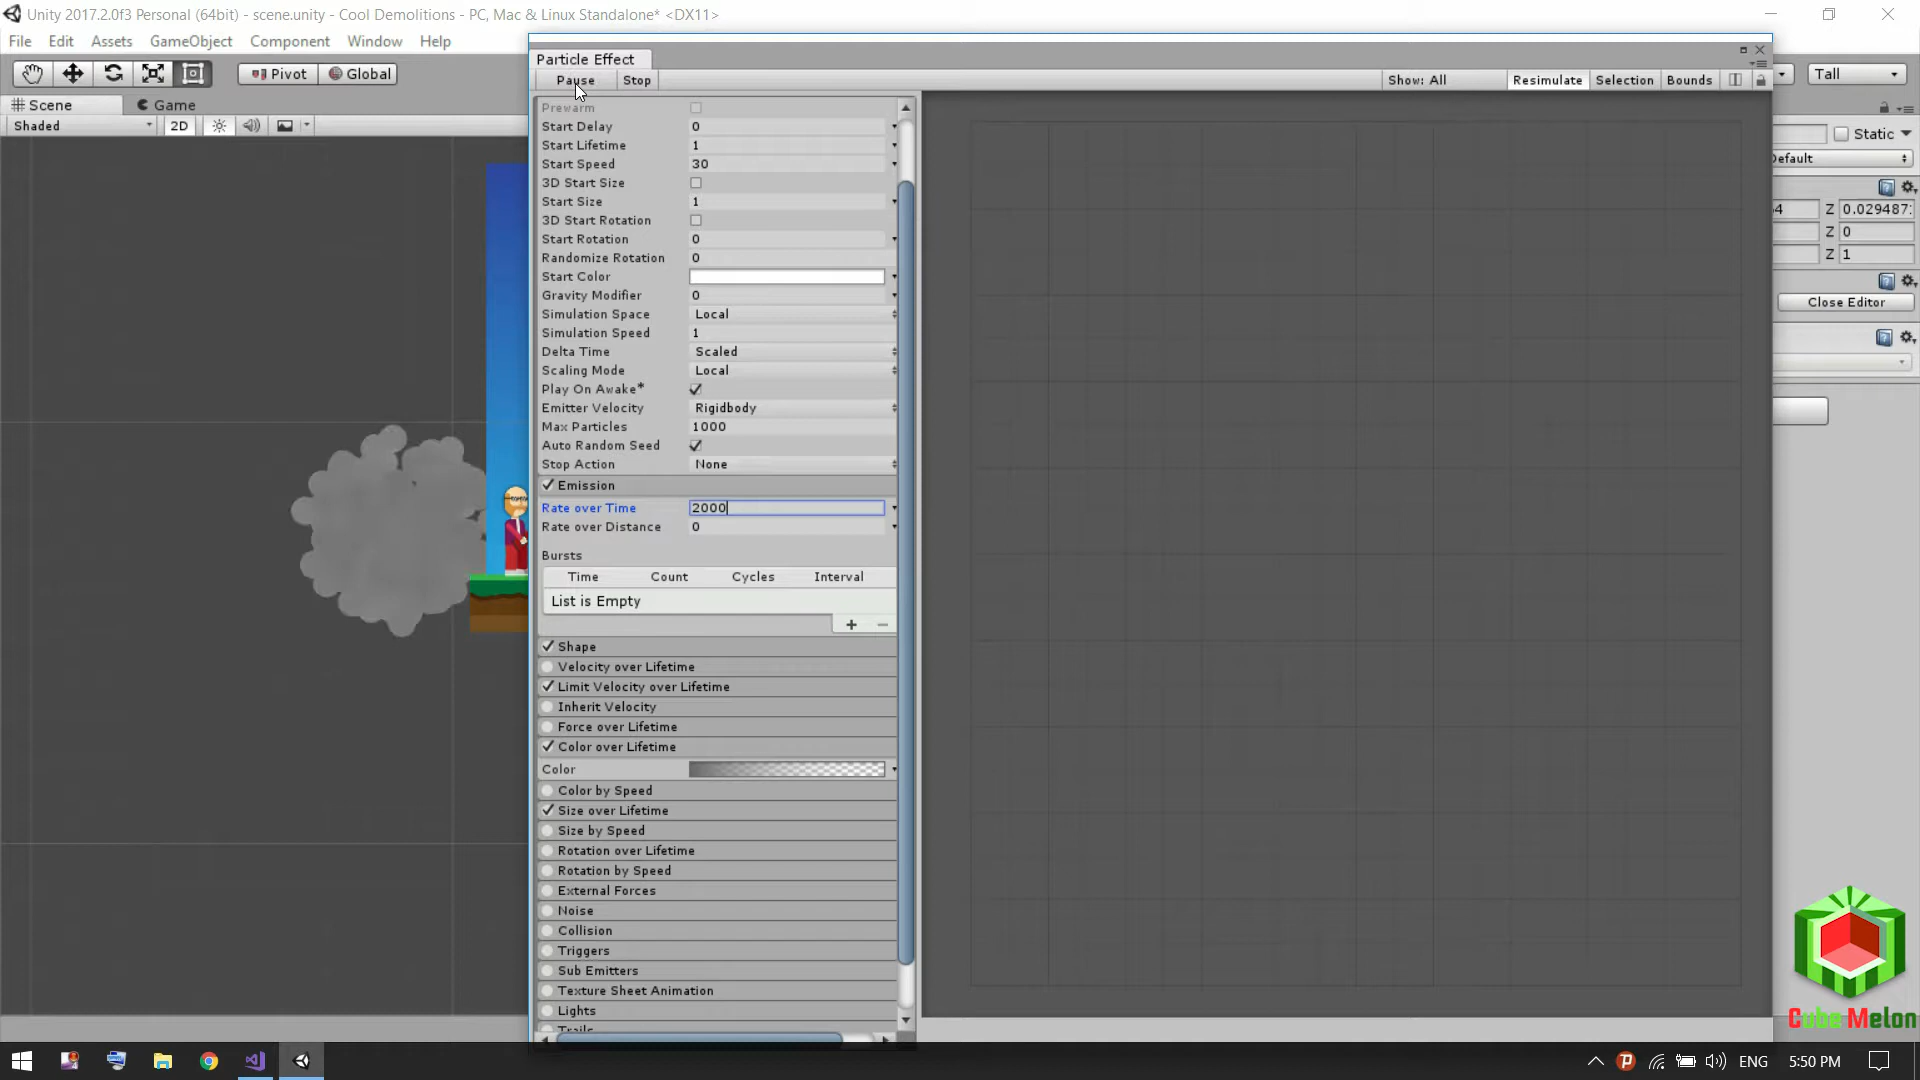 Unity 2017.2.0f3 Personal (64bit) - scene.unity - Cool Demolitions - PC, Mac & Linux Standalone* <DX11>
File Edit Assets GameObject Component Window Help
Particle Effect
Pivot Global
Pause Stop
Show: All Resimulate Selection Bounds
Tall
Scene Game
Shaded 2D
Prewarm
Start Delay 0
Start Lifetime 1
Start Speed 30
3D Start Size
Start Size 1
3D Start Rotation
Start Rotation 0
Randomize Rotation 0
Start Color
Gravity Modifier 0
Simulation Space Local
Simulation Speed 1
Delta Time Scaled
Scaling Mode Local
Play On Awake*
Emitter Velocity Rigidbody
Max Particles 1000
Auto Random Seed
Stop Action None
Emission
Rate over Time 2000
Rate over Distance 0
Bursts
Time Count Cycles Interval
List is Empty
+ −
Shape
Velocity over Lifetime
Limit Velocity over Lifetime
Inherit Velocity
Force over Lifetime
Color over Lifetime
Color
Color by Speed
Size over Lifetime
Size by Speed
Rotation over Lifetime
Rotation by Speed
External Forces
Noise
Collision
Triggers
Sub Emitters
Texture Sheet Animation
Lights
Trails
Static
Default
4 Z 0.029487
Z 0
Z 1
Close Editor
Cube Melon
ENG 5:50 PM